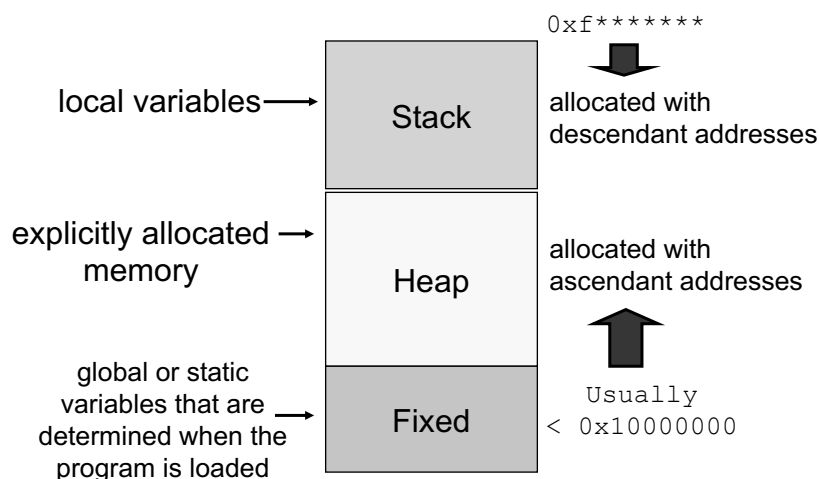 0xf*******
local variables
Stack
allocated with
descendant addresses
explicitly allocated
memory
Heap
allocated with
ascendant addresses
global or static
variables that are
determined when the
program is loaded
Fixed
Usually
< 0x10000000